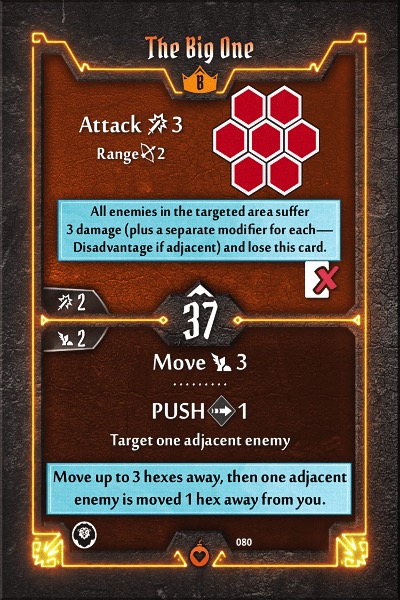 The Big One
B
Attack 3
Range 2
All enemies in the targeted area suffer
3 damage (plus a separate modifier for each—
Disadvantage if adjacent) and lose this card.
2
37
2
Move 3
PUSH 1
Target one adjacent enemy
Move up to 3 hexes away, then one adjacent
enemy is moved 1 hex away from you.
080